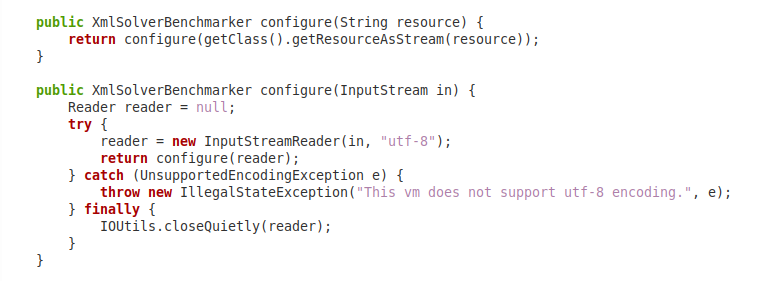 public XmlSolverBenchmarker configure(String resource) {
    return configure(getClass().getResourceAsStream(resource));
}

public XmlSolverBenchmarker configure(InputStream in) {
    Reader reader = null;
    try {
        reader = new InputStreamReader(in, "utf-8");
        return configure(reader);
    } catch (UnsupportedEncodingException e) {
        throw new IllegalStateException("This vm does not support utf-8 encoding.", e);
    } finally {
        IOUtils.closeQuietly(reader);
    }
}